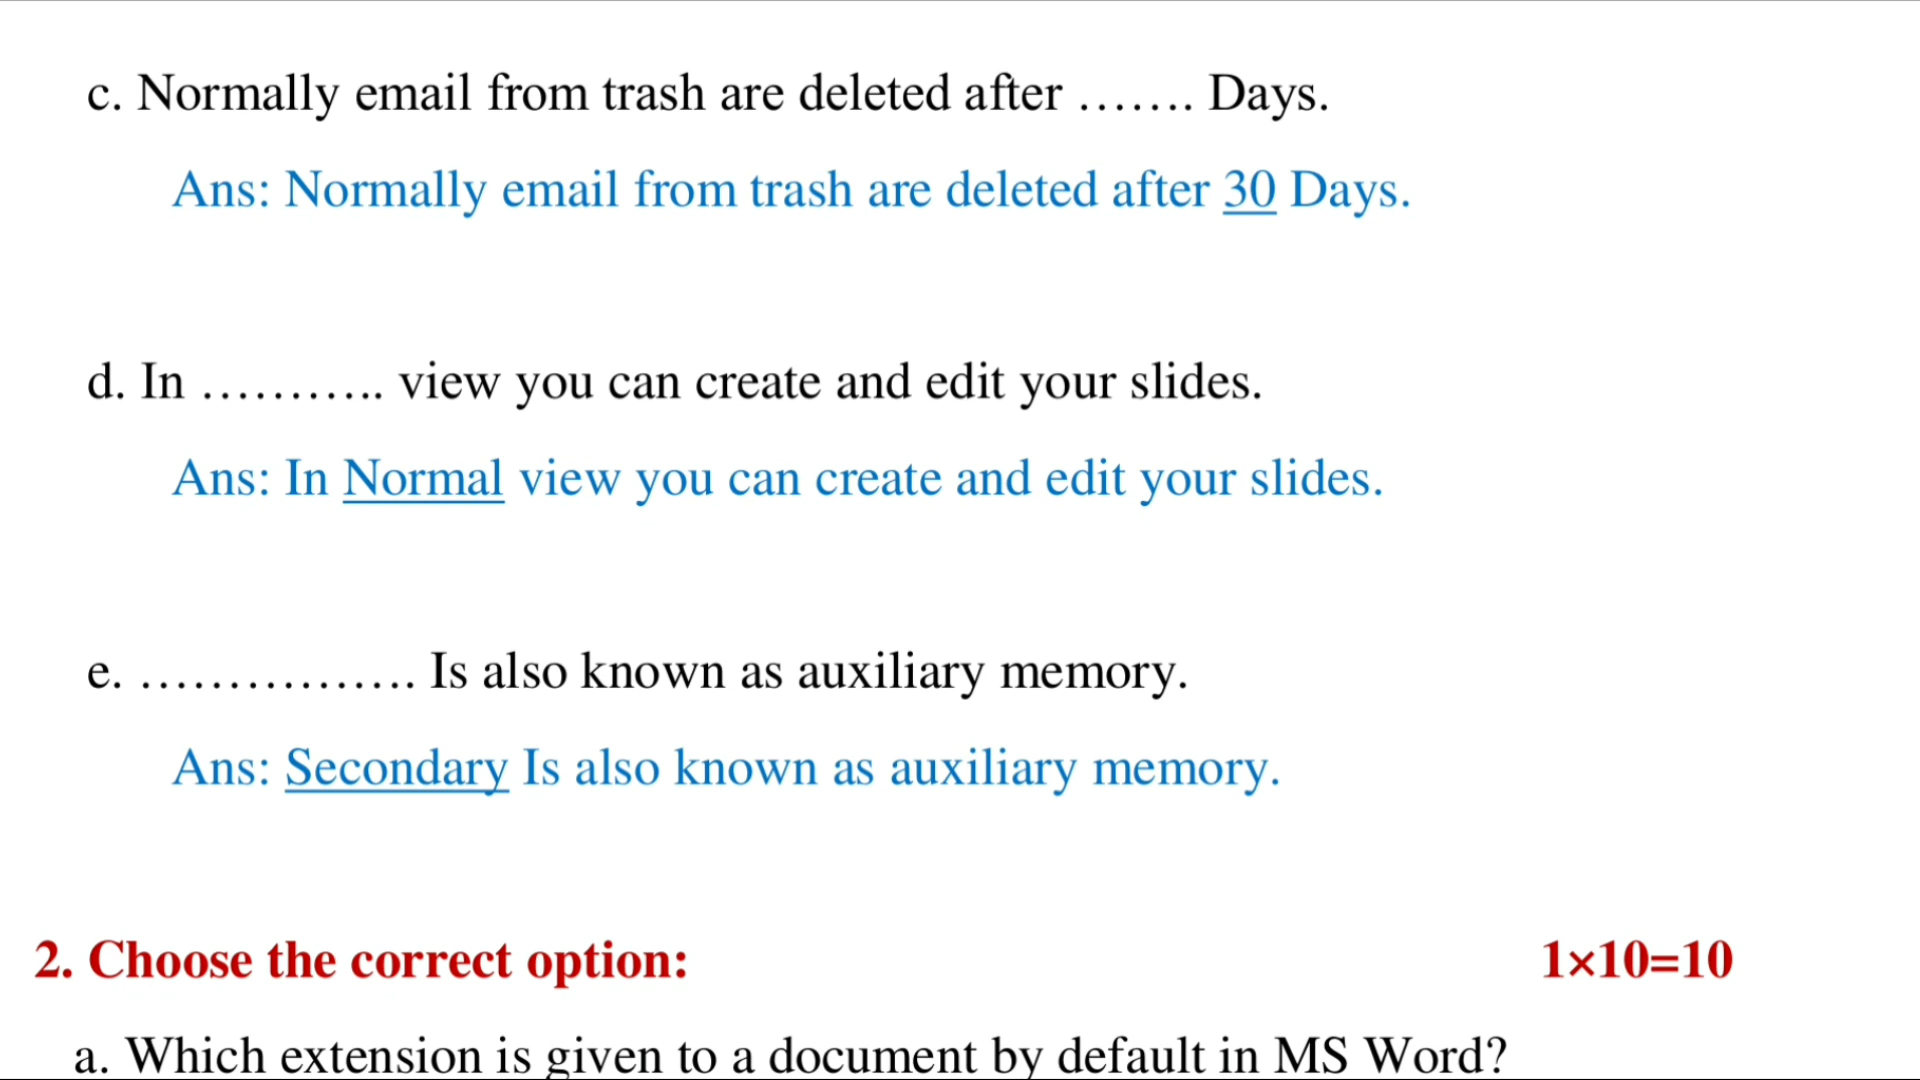 c. Normally email from trash are deleted after ....... Days.
Ans: Normally email from trash are deleted after 30 Days.
d. In ........... view you can create and edit your slides.
Ans: In Normal view you can create and edit your slides.
e. ................ Is also known as auxiliary memory.
Ans: Secondary Is also known as auxiliary memory.
2. Choose the correct option: 1×10=10
a. Which extension is given to a document by default in MS Word?